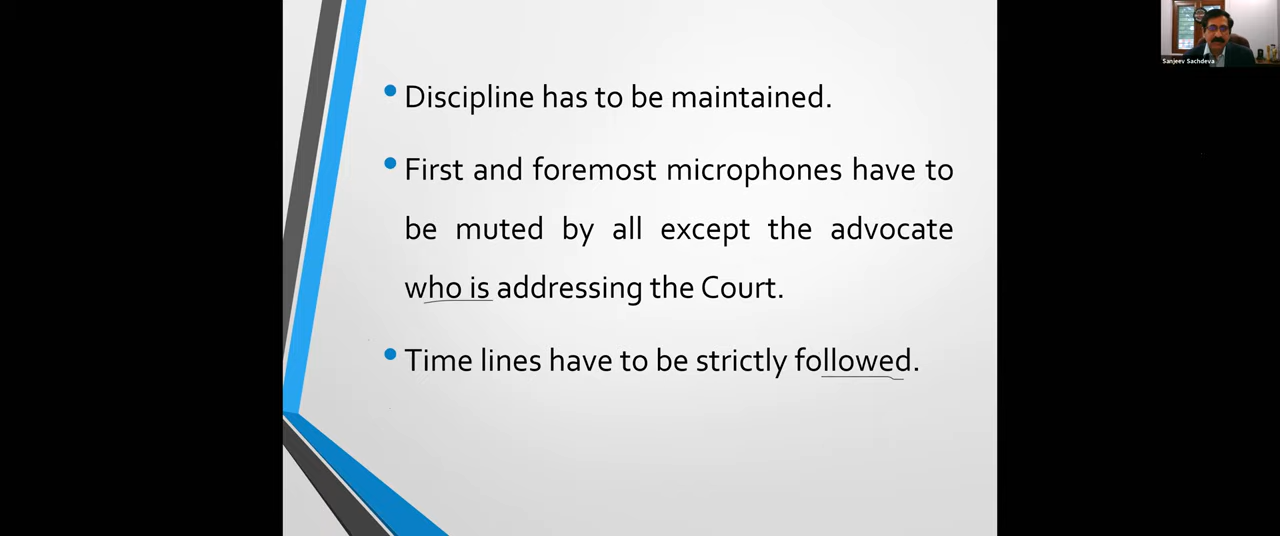 Discipline has to be maintained.
First and foremost microphones have to
be muted by all except the advocate
who is addressing the Court.
Time lines have to be strictly followed.
Sanjeev Sachdeva